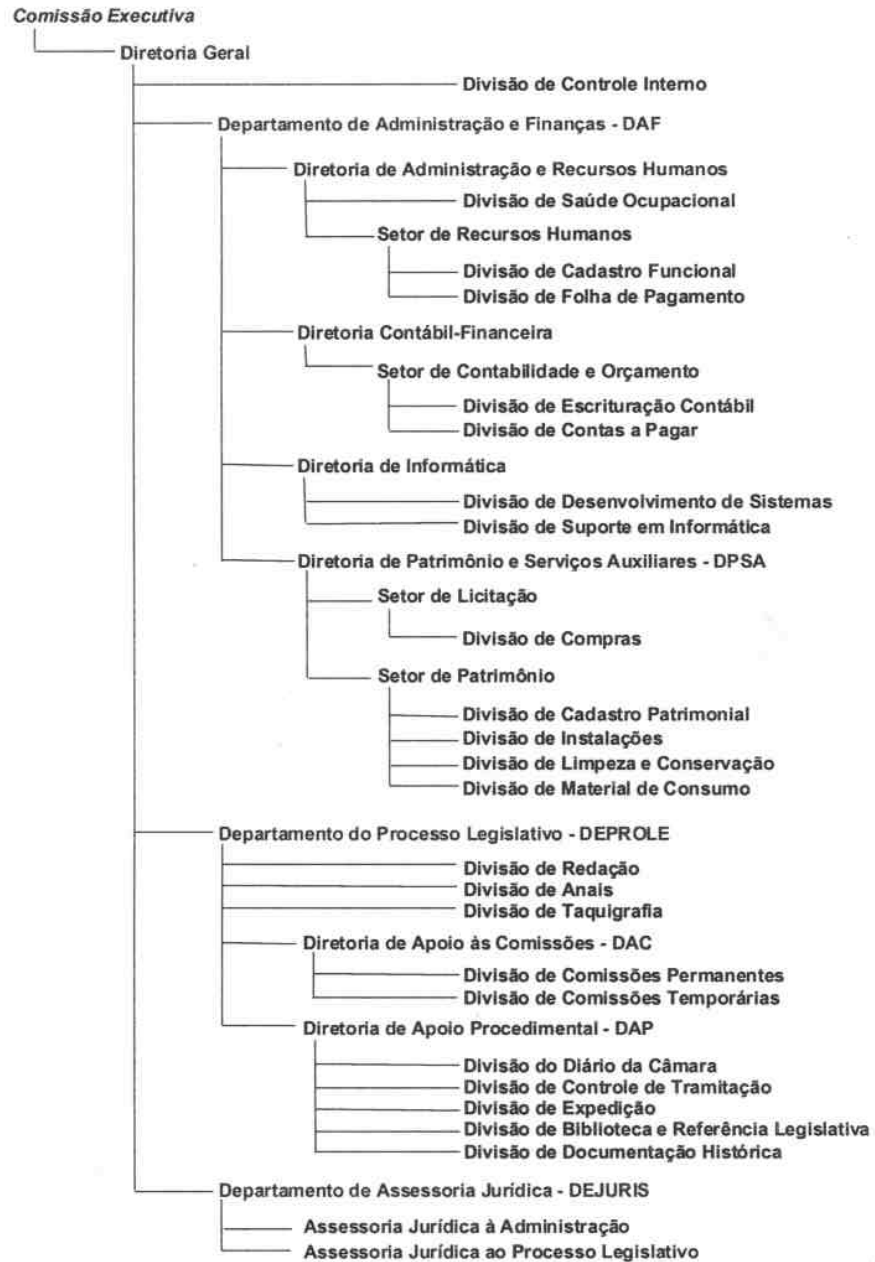 Comissão Executiva
Diretoria Geral
Divisão de Controle Interno
Departamento de Administração e Finanças - DAF
Diretoria de Administração e Recursos Humanos
Divisão de Saúde Ocupacional
Setor de Recursos Humanos
Divisão de Cadastro Funcional
Divisão de Folha de Pagamento
Diretoria Contábil-Financeira
Setor de Contabilidade e Orçamento
Divisão de Escrituração Contábil
Divisão de Contas a Pagar
Diretoria de Informática
Divisão de Desenvolvimento de Sistemas
Divisão de Suporte em Informática
Diretoria de Patrimônio e Serviços Auxiliares - DPSA
Setor de Licitação
Divisão de Compras
Setor de Patrimônio
Divisão de Cadastro Patrimonial
Divisão de Instalações
Divisão de Limpeza e Conservação
Divisão de Material de Consumo
Departamento do Processo Legislativo - DEPROLE
Divisão de Redação
Divisão de Anais
Divisão de Taquigrafia
Diretoria de Apoio às Comissões - DAC
Divisão de Comissões Permanentes
Divisão de Comissões Temporárias
Diretoria de Apoio Procedimental - DAP
Divisão do Diário da Câmara
Divisão de Controle de Tramitação
Divisão de Expedição
Divisão de Biblioteca e Referência Legislativa
Divisão de Documentação Histórica
Departamento de Assessoria Jurídica - DEJURIS
Assessoria Jurídica à Administração
Assessoria Jurídica ao Processo Legislativo